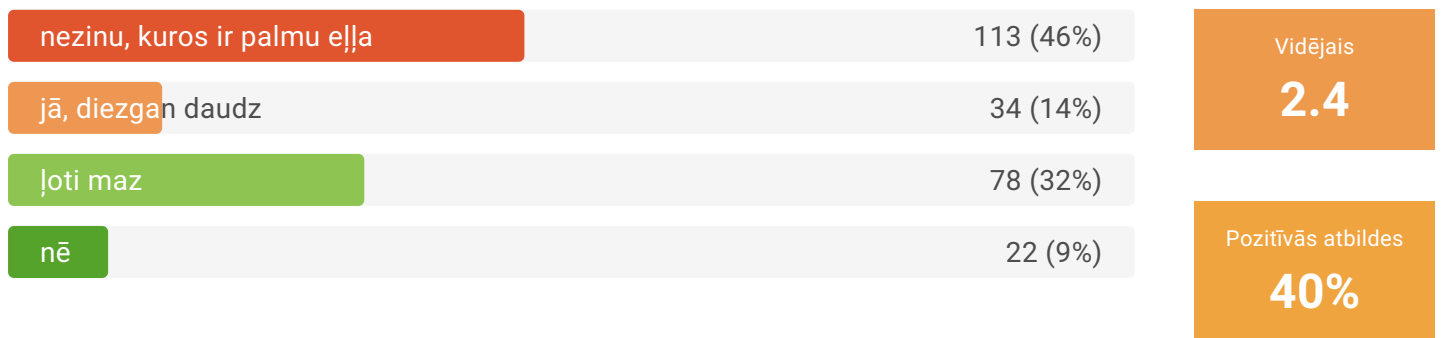 nezinu, kuros ir palmu eļļa 113 (46%)
jā, diezgan daudz 34 (14%)
ļoti maz 78 (32%)
nē 22 (9%)
Vidējais
2.4
Pozitīvās atbildes
40%